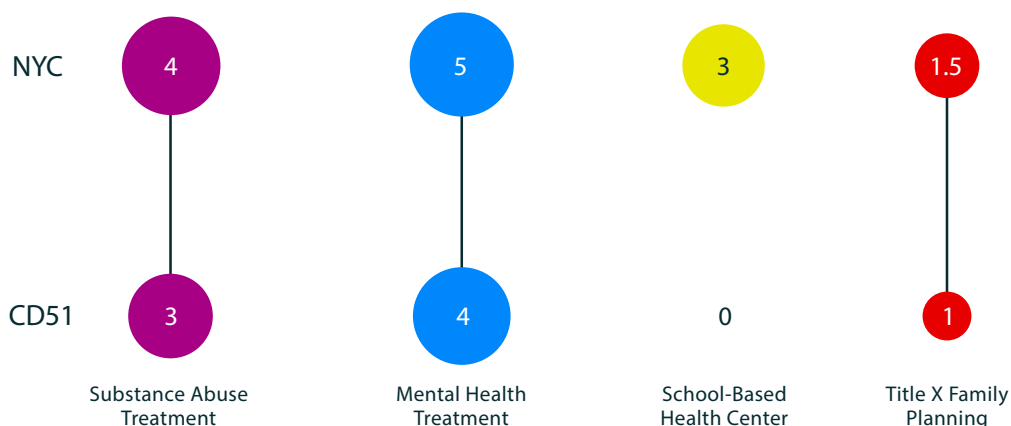 NYC 4 5 3 1.5
CD51 3 4 0 1
Substance Abuse
Treatment
Mental Health
Treatment
School-Based
Health Center
Title X Family
Planning